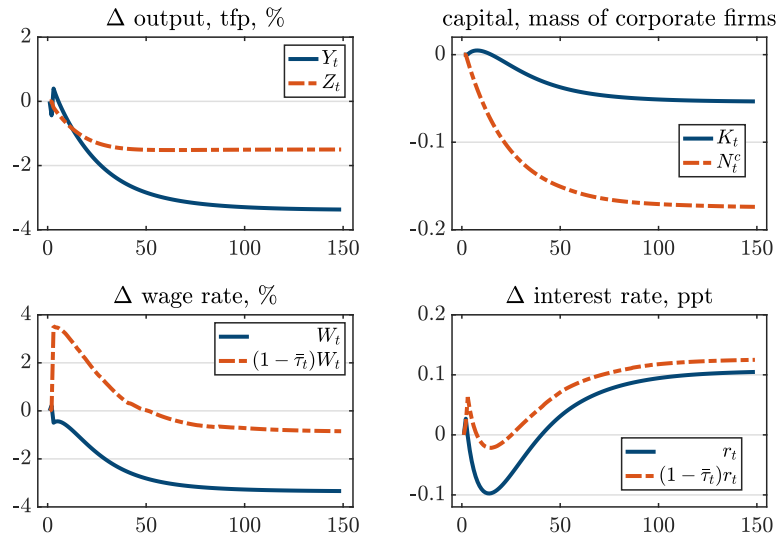 Δ output, tfp, %
2
0
-2
-4
0
50
100
150
Y_t
Z_t
capital, mass of corporate firms
0
-0.1
-0.2
0
50
100
150
K_t
N_t^c
Δ wage rate, %
4
2
0
-2
-4
0
50
100
150
W_t
(1 − τ̄_t)W_t
Δ interest rate, ppt
0.2
0.1
0
-0.1
0
50
100
150
r_t
(1 − τ̄_t)r_t